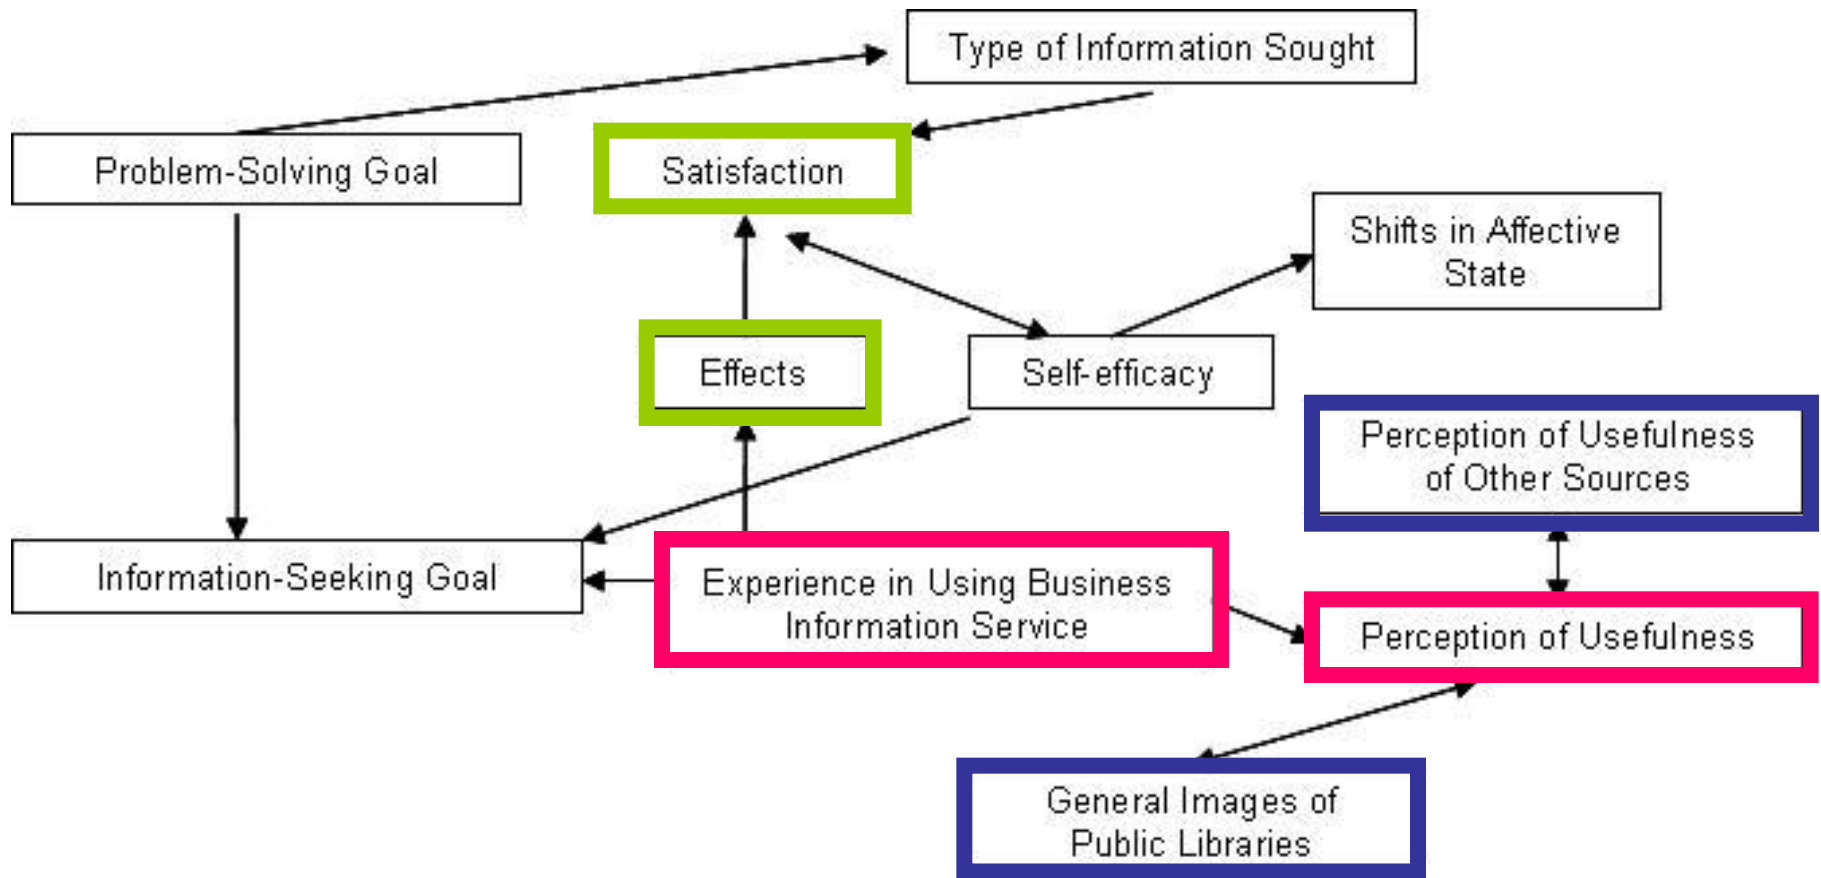 Type of Information Sought
Problem-Solving Goal
Satisfaction
Shifts in Affective
State
Effects
Self-efficacy
Perception of Usefulness
of Other Sources
Information-Seeking Goal
Experience in Using Business
Information Service
Perception of Usefulness
General Images of
Public Libraries